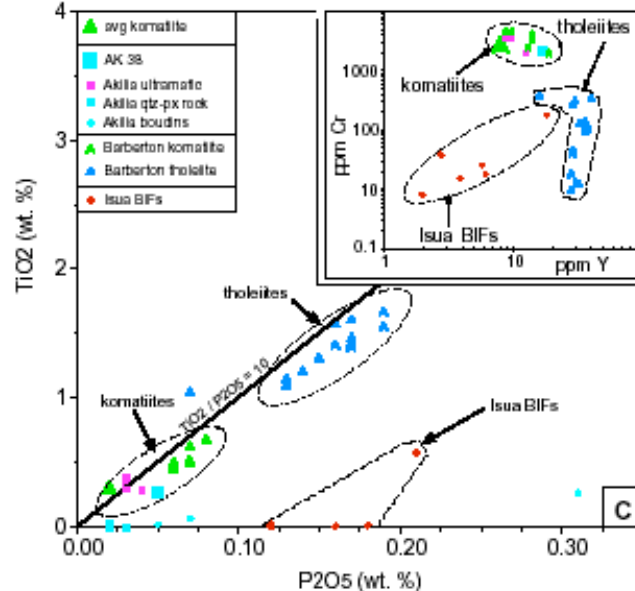 4
3
2
1
0
TiO2 (wt. %)
avg komatiite
AK 38
Akilia ultramafic
Akilia qtz-px rock
Akilia boudins
Barberton komatiite
Barberton tholeiite
Isua BIFs
C
tholeiites
komatiites
Isua BIFs
1000
100
10
1
0.1
ppm Cr
1
10
ppm Y
tholeiites
TiO2 / P2O5 = 10
komatiites
Isua BIFs
C
0.00
0.10
0.20
0.30
P2O5 (wt. %)